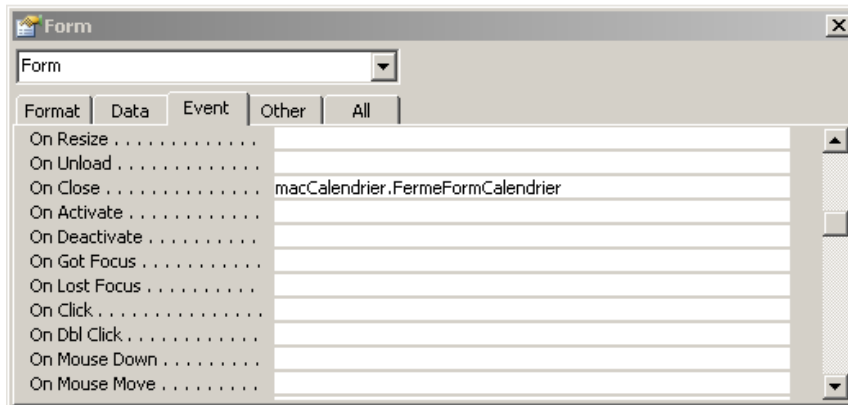 Form
Form
Format Data Event Other All
On Resize . . . . . . . . . . . . .
On Unload . . . . . . . . . . . . .
On Close . . . . . . . . . . . . . . macCalendrier.FermeFormCalendrier
On Activate . . . . . . . . . . . .
On Deactivate . . . . . . . . . .
On Got Focus . . . . . . . . . . .
On Lost Focus . . . . . . . . . .
On Click . . . . . . . . . . . . . . .
On Dbl Click . . . . . . . . . . . .
On Mouse Down . . . . . . . .
On Mouse Move . . . . . . . . .